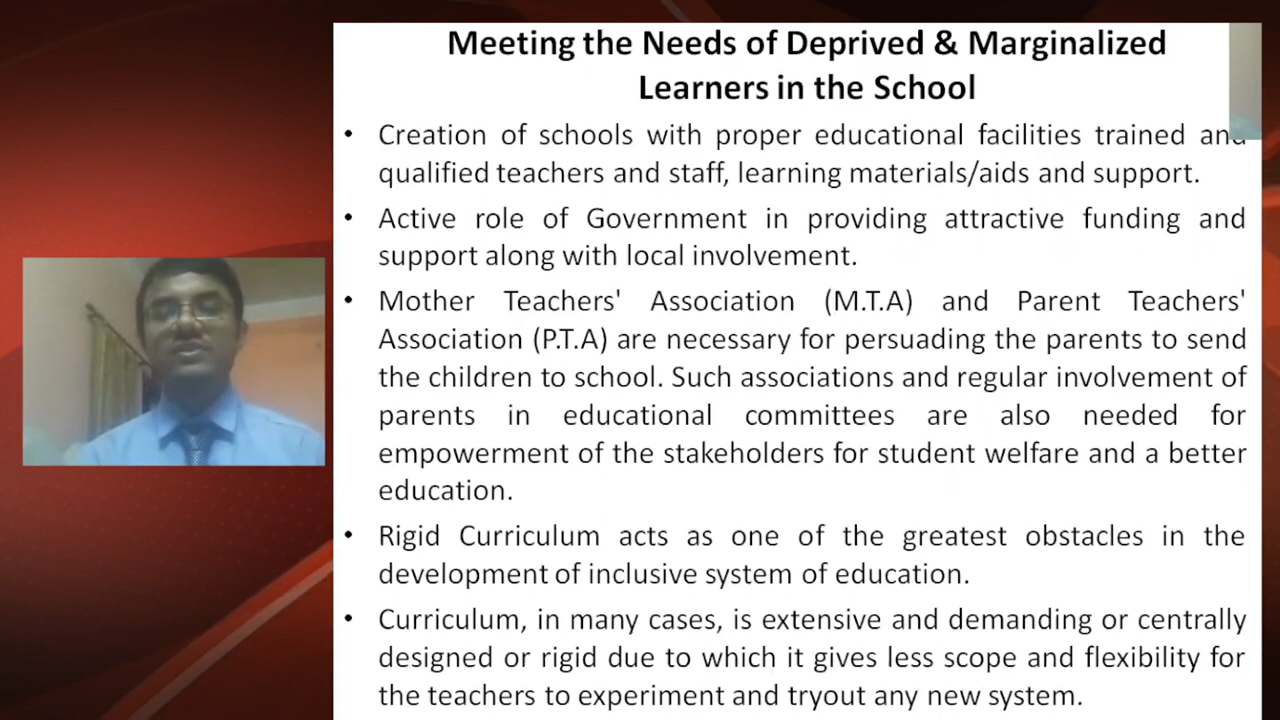 Meeting the Needs of Deprived & Marginalized
Learners in the School
• Creation of schools with proper educational facilities trained and
qualified teachers and staff, learning materials/aids and support.
• Active role of Government in providing attractive funding and
support along with local involvement.
• Mother Teachers' Association (M.T.A) and Parent Teachers'
Association (P.T.A) are necessary for persuading the parents to send
the children to school. Such associations and regular involvement of
parents in educational committees are also needed for
empowerment of the stakeholders for student welfare and a better
education.
• Rigid Curriculum acts as one of the greatest obstacles in the
development of inclusive system of education.
• Curriculum, in many cases, is extensive and demanding or centrally
designed or rigid due to which it gives less scope and flexibility for
the teachers to experiment and tryout any new system.